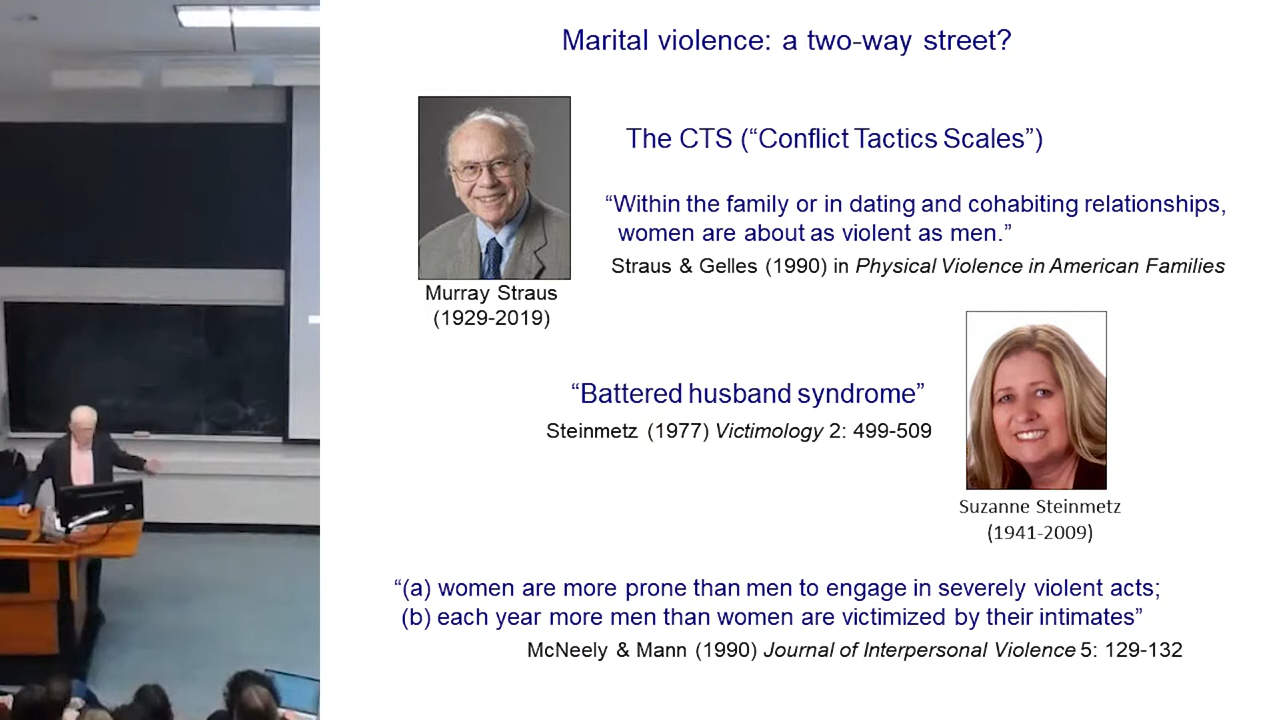 Marital violence: a two-way street?
The CTS (“Conflict Tactics Scales”)
“Within the family or in dating and cohabiting relationships,
women are about as violent as men.”
Straus & Gelles (1990) in Physical Violence in American Families
Murray Straus
(1929-2019)
“Battered husband syndrome”
Steinmetz (1977) Victimology 2: 499-509
Suzanne Steinmetz
(1941-2009)
“(a) women are more prone than men to engage in severely violent acts;
(b) each year more men than women are victimized by their intimates”
McNeely & Mann (1990) Journal of Interpersonal Violence 5: 129-132